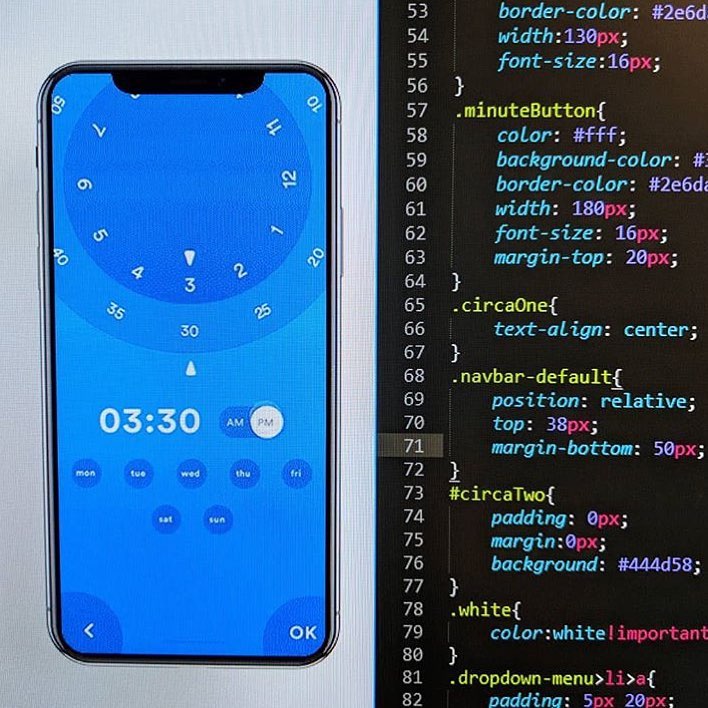 50
10
7
11
6
12
5
1
40
4
2
20
3
35
25
30
03:30
AM PM
mon tue wed thu fri
sat sun
<
OK
53 border-color: #2e6d
54 width:130px;
55 font-size:16px;
56 }
57 .minuteButton{
58 color: #fff;
59 background-color: #3
60 border-color: #2e6da
61 width: 180px;
62 font-size: 16px;
63 margin-top: 20px;
64 }
65 .circaOne{
66 text-align: center;
67 }
68 .navbar-default{
69 position: relative;
70 top: 38px;
71 margin-bottom: 50px;
72 }
73 #circaTwo{
74 padding: 0px;
75 margin:0px;
76 background: #444d58;
77 }
78 .white{
79 color:white!important
80 }
81 .dropdown-menu>li>a{
82 padding: 5px 20px;